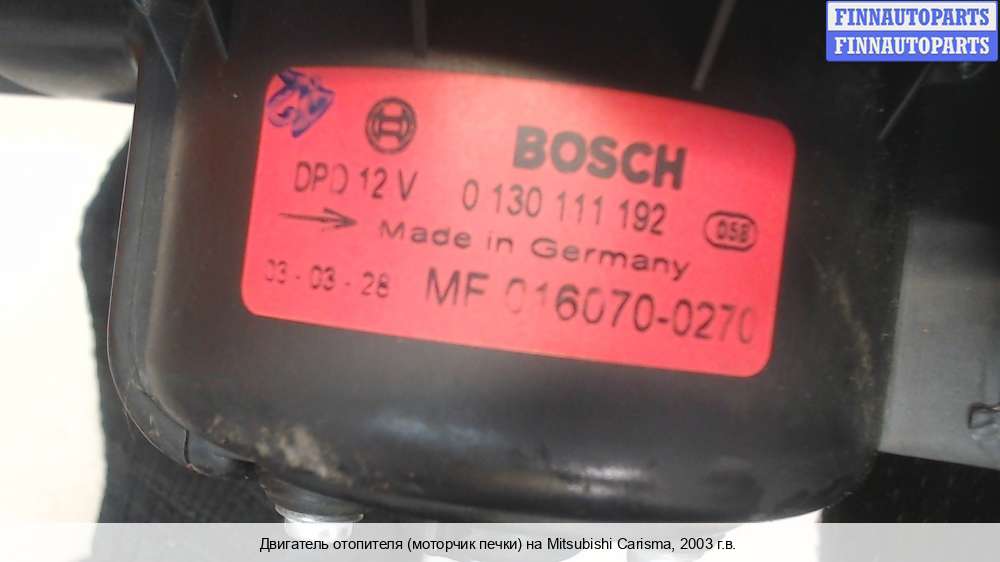 FINNAUTOPARTS
FINNAUTOPARTS
BOSCH
DPD 12 V 0 130 111 192
058
Made in Germany
03-03-28 MF 016070-0270
Двигатель отопителя (моторчик печки) на Mitsubishi Carisma, 2003 г.в.